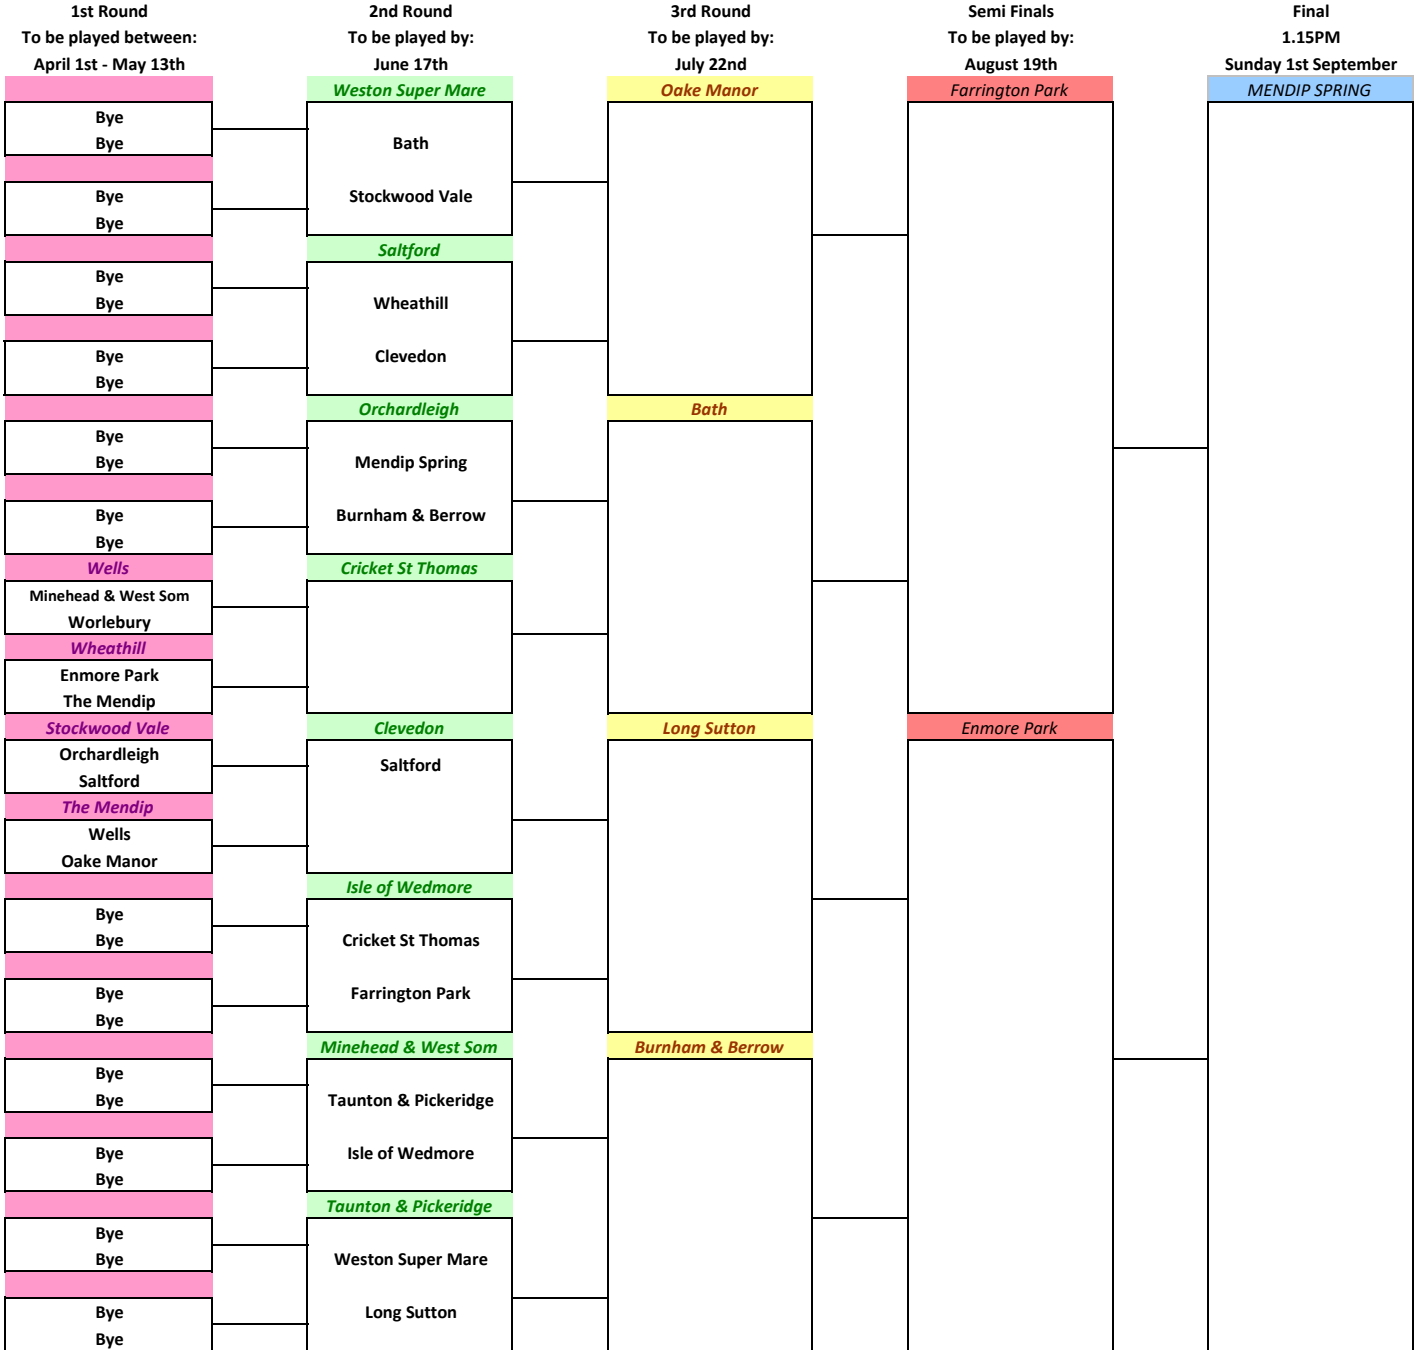 1st Round
To be played between:
April 1st - May 13th
Bye
Bye
Bye
Bye
Bye
Bye
Bye
Bye
Bye
Bye
Bye
Bye
Wells
Minehead & West Som
Worlebury
Wheathill
Enmore Park
The Mendip
Stockwood Vale
Orchardleigh
Saltford
The Mendip
Wells
Oake Manor
Bye
Bye
Bye
Bye
Bye
Bye
Bye
Bye
Bye
Bye
Bye
Bye
2nd Round
To be played by:
June 17th
Weston Super Mare
Bath
Stockwood Vale
Saltford
Wheathill
Clevedon
Orchardleigh
Mendip Spring
Burnham & Berrow
Cricket St Thomas
Clevedon
Saltford
Isle of Wedmore
Cricket St Thomas
Farrington Park
Minehead & West Som
Taunton & Pickeridge
Isle of Wedmore
Taunton & Pickeridge
Weston Super Mare
Long Sutton
3rd Round
To be played by:
July 22nd
Oake Manor
Bath
Long Sutton
Burnham & Berrow
Semi Finals
To be played by:
August 19th
Farrington Park
Enmore Park
Final
1.15PM
Sunday 1st September
MENDIP SPRING